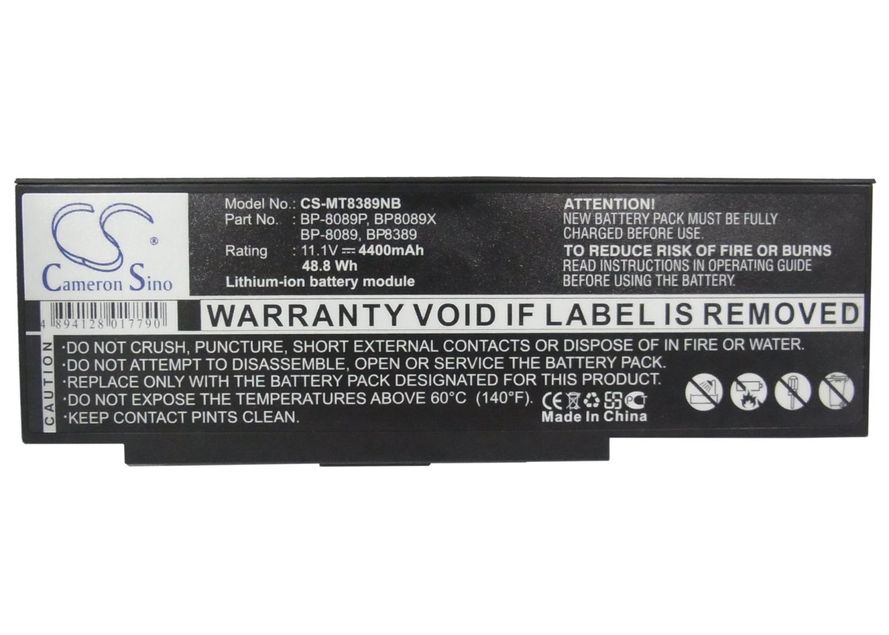 CS
®
Cameron Sino
Model No.: CS-MT8389NB
Part No. : BP-8089P, BP8089X
BP-8089, BP8389
Rating : 11.1V 4400mAh
48.8 Wh
Lithium-ion battery module
ATTENTION!
NEW BATTERY PACK MUST BE FULLY
CHARGED BEFORE USE.
TO REDUCE RISK OF FIRE OR BURNS
READ INSTRUCTIONS IN OPERATING GUIDE
BEFORE USING THE BATTERY.
4 894128 017790
WARRANTY VOID IF LABEL IS REMOVED
CAUTION
•DO NOT CRUSH, PUNCTURE, SHORT EXTERNAL CONTACTS OR DISPOSE OF IN FIRE OR WATER.
•DO NOT ATTEMPT TO DISASSEMBLE, OPEN OR SERVICE THE BATTERY PACK.
•REPLACE ONLY WITH THE BATTERY PACK DESIGNATED FOR THIS PRODUCT.
•DO NOT EXPOSE THE TEMPERATURES ABOVE 60°C (140°F).
•KEEP CONTACT PINTS CLEAN.
CE
Made In China